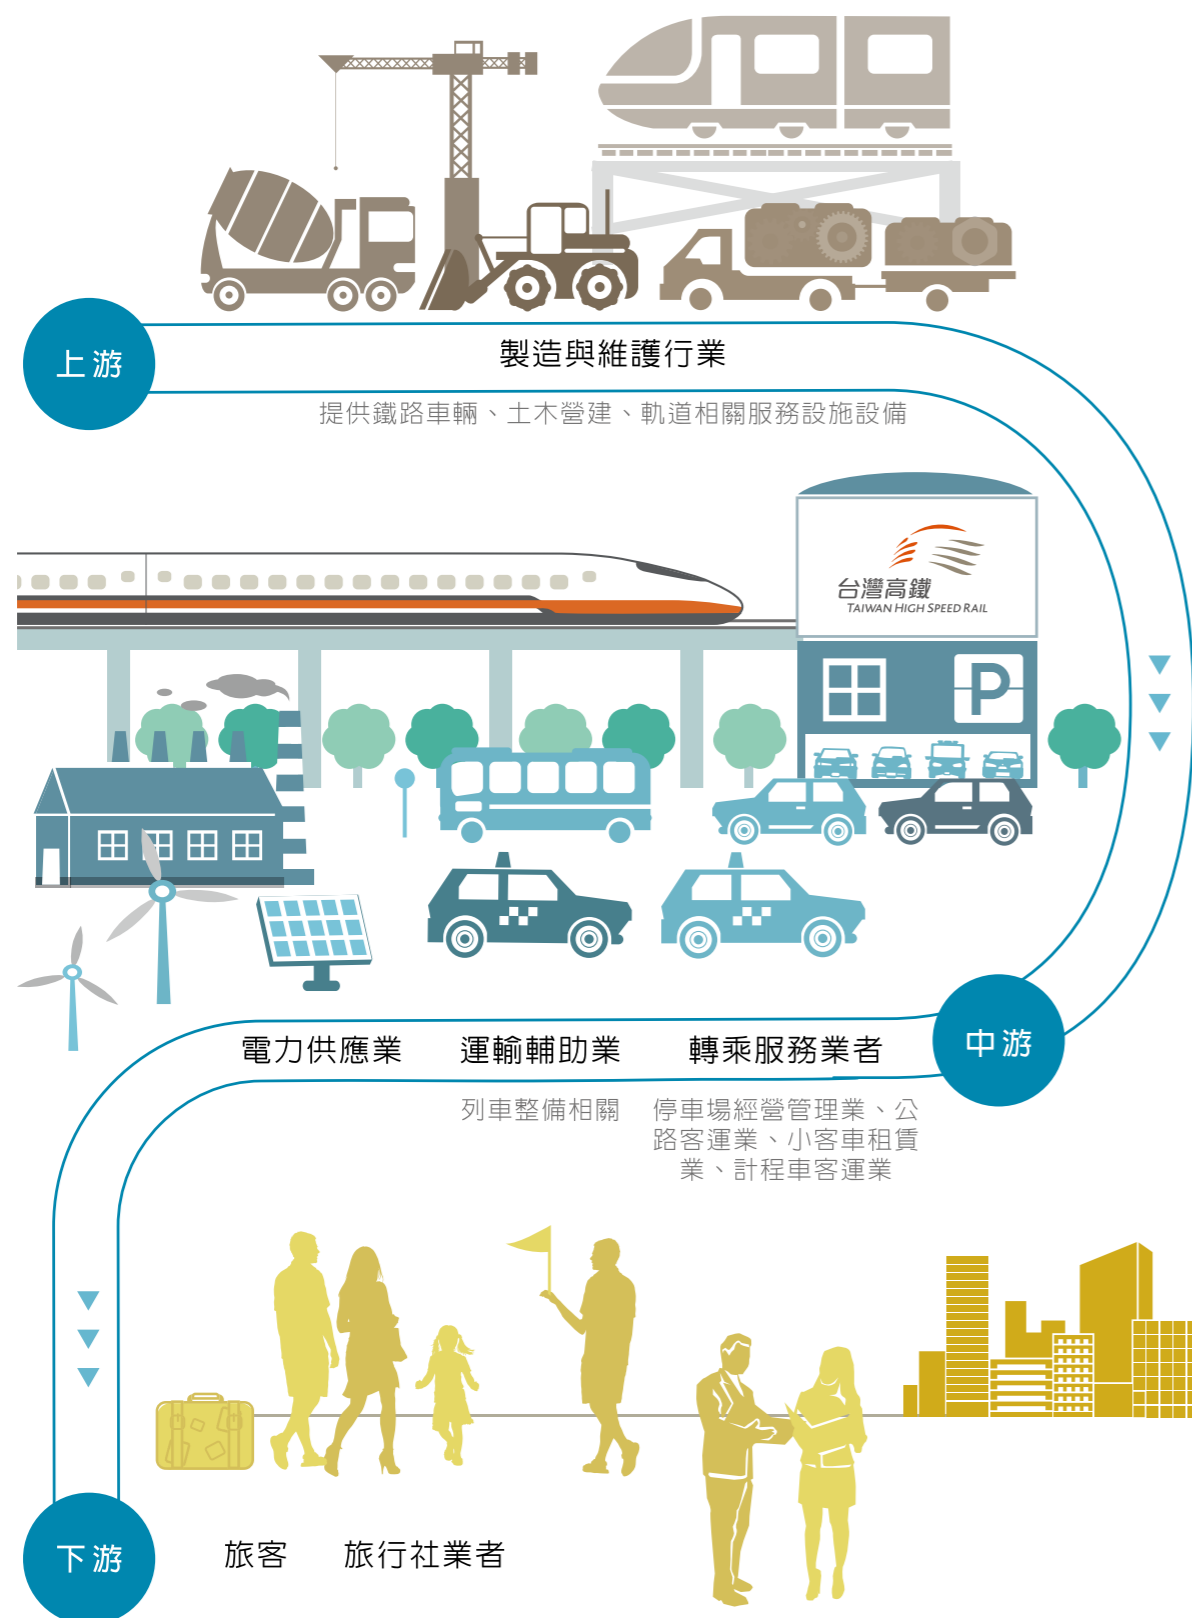 上游
製造與維護行業
提供鐵路車輛、土木營建、軌道相關服務設施設備
台灣高鐵
TAIWAN HIGH SPEED RAIL
P
中游
電力供應業
運輸輔助業
轉乘服務業者
列車整備相關
停車場經營管理業、公
路客運業、小客車租賃
業、計程車客運業
下游
旅客
旅行社業者